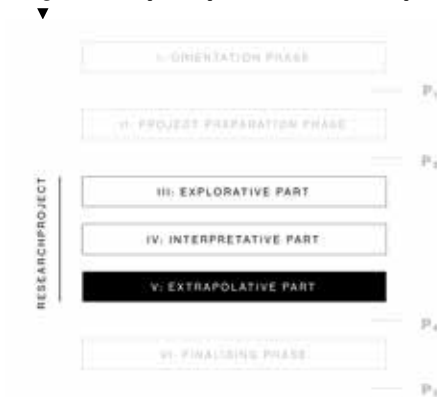 I: ORIENTATION PHASE
P
II: PROJECT PREPARATION PHASE
P
RESEARCHPROJECT
III: EXPLORATIVE PART
IV: INTERPRETATIVE PART
V: EXTRAPOLATIVE PART
P
VI: FINALISING PHASE
P